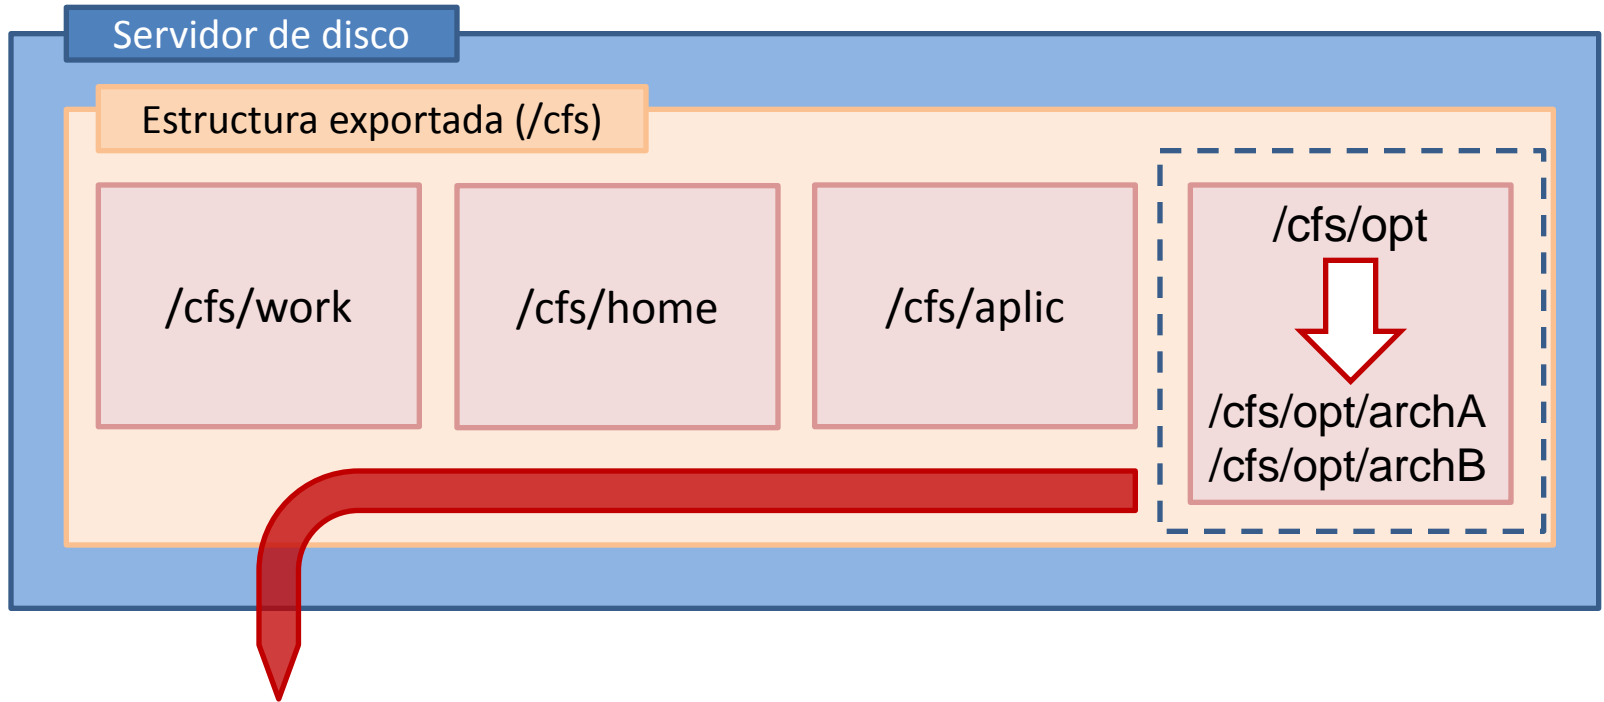 Servidor de disco
Estructura exportada (/cfs)
/cfs/work
/cfs/home
/cfs/aplic
/cfs/opt
/cfs/opt/archA
/cfs/opt/archB